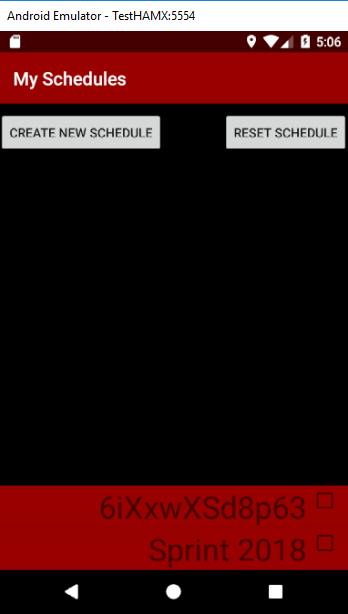 Android Emulator - TestHAMX:5554
5:06
My Schedules
CREATE NEW SCHEDULE RESET SCHEDULE
6iXxwXSd8p63
Sprint 2018